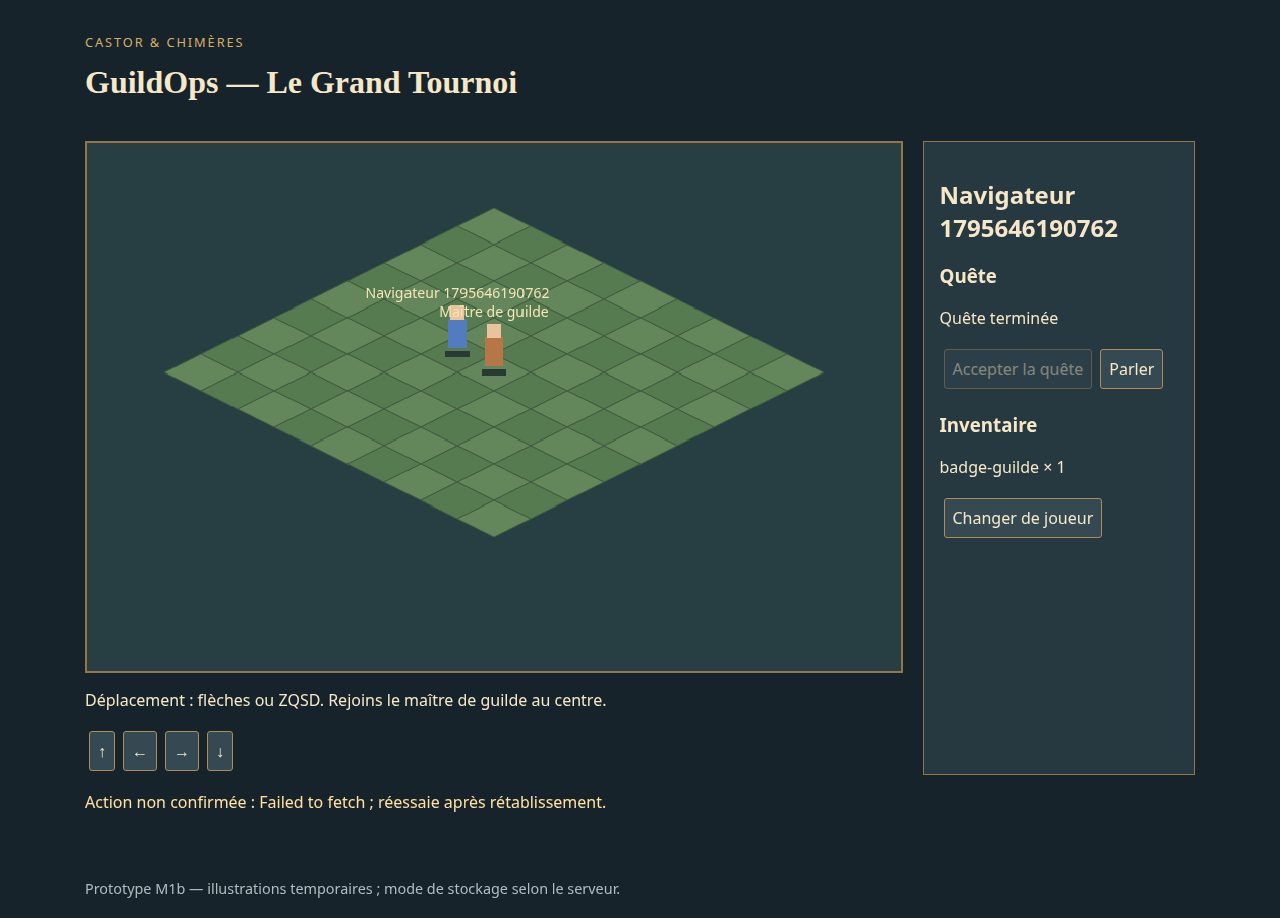 CASTOR & CHIMÈRES
GuildOps — Le Grand Tournoi
Navigateur 1795646190762
Maître de guilde
Déplacement : flèches ou ZQSD. Rejoins le maître de guilde au centre.
↑ ← → ↓
Action non confirmée : Failed to fetch ; réessaie après rétablissement.
Navigateur
1795646190762
Quête
Quête terminée
Accepter la quête Parler
Inventaire
badge-guilde × 1
Changer de joueur
Prototype M1b — illustrations temporaires ; mode de stockage selon le serveur.